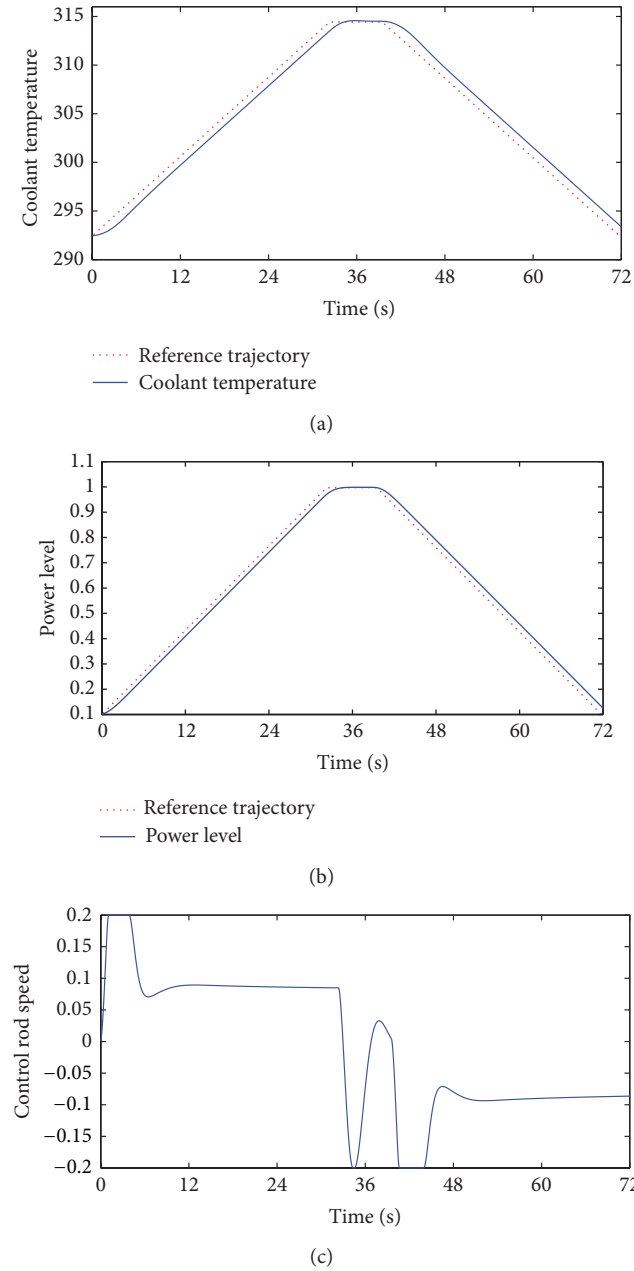 315
310
305
300
295
290
Coolant temperature
0 12 24 36 48 60 72
Time (s)
Reference trajectory
Coolant temperature
(a)
1.1
1
0.9
0.8
0.7
0.6
0.5
0.4
0.3
0.2
0.1
Power level
0 12 24 36 48 60 72
Time (s)
Reference trajectory
Power level
(b)
0.2
0.15
0.1
0.05
0
−0.05
−0.1
−0.15
−0.2
Control rod speed
0 12 24 36 48 60 72
Time (s)
(c)